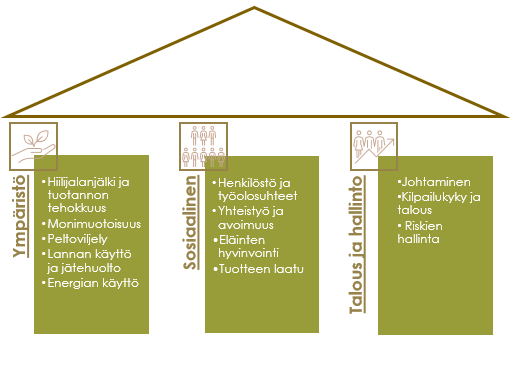 Ympäristö
•Hiilijalanjälki ja
tuotannon
tehokkuus
•Monimuotoisuus
•Peltoviljely
•Lannan käyttö
ja jätehuolto
•Energian käyttö
Sosiaalinen
•Henkilöstö ja
työolosuhteet
•Yhteistyö ja
avoimuus
•Eläinten
hyvinvointi
•Tuotteen laatu
Talous ja hallinto
•Johtaminen
•Kilpailukyky ja
talous
• Riskien
hallinta